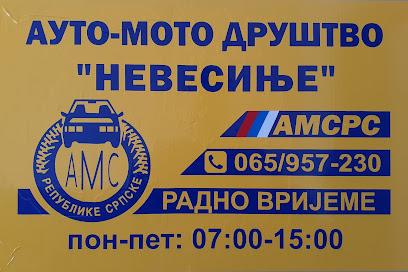 АУТО-МОТО ДРУШТВО
"НЕВЕСИЊЕ"
АМС
РЕПУБЛИКЕ СРПСКЕ
АМСРС
065/957-230
РАДНО ВРИЈЕМЕ
пон-пет: 07:00-15:00